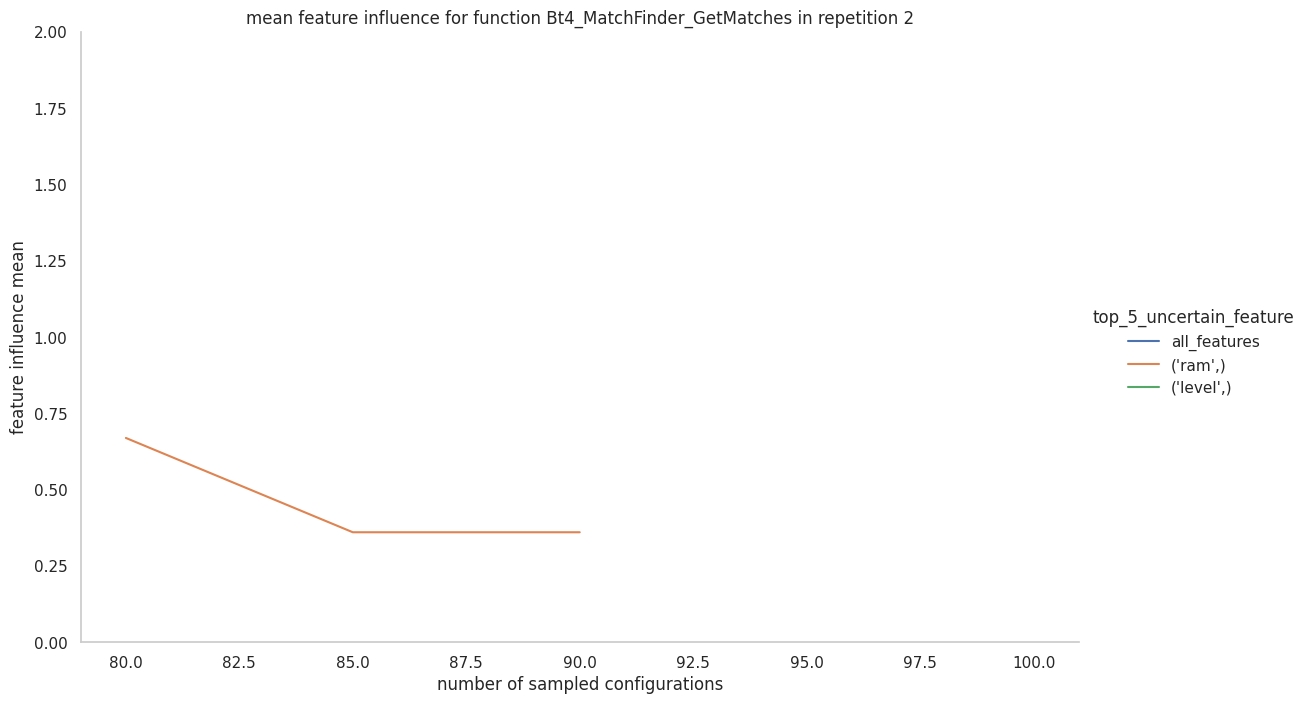 mean feature influence for function Bt4_MatchFinder_GetMatches in repetition 2
2.00
1.75
1.50
1.25
1.00
0.75
0.50
0.25
0.00
feature influence mean
80.0 82.5 85.0 87.5 90.0 92.5 95.0 97.5 100.0
number of sampled configurations
top_5_uncertain_feature
all_features
('ram',)
('level',)